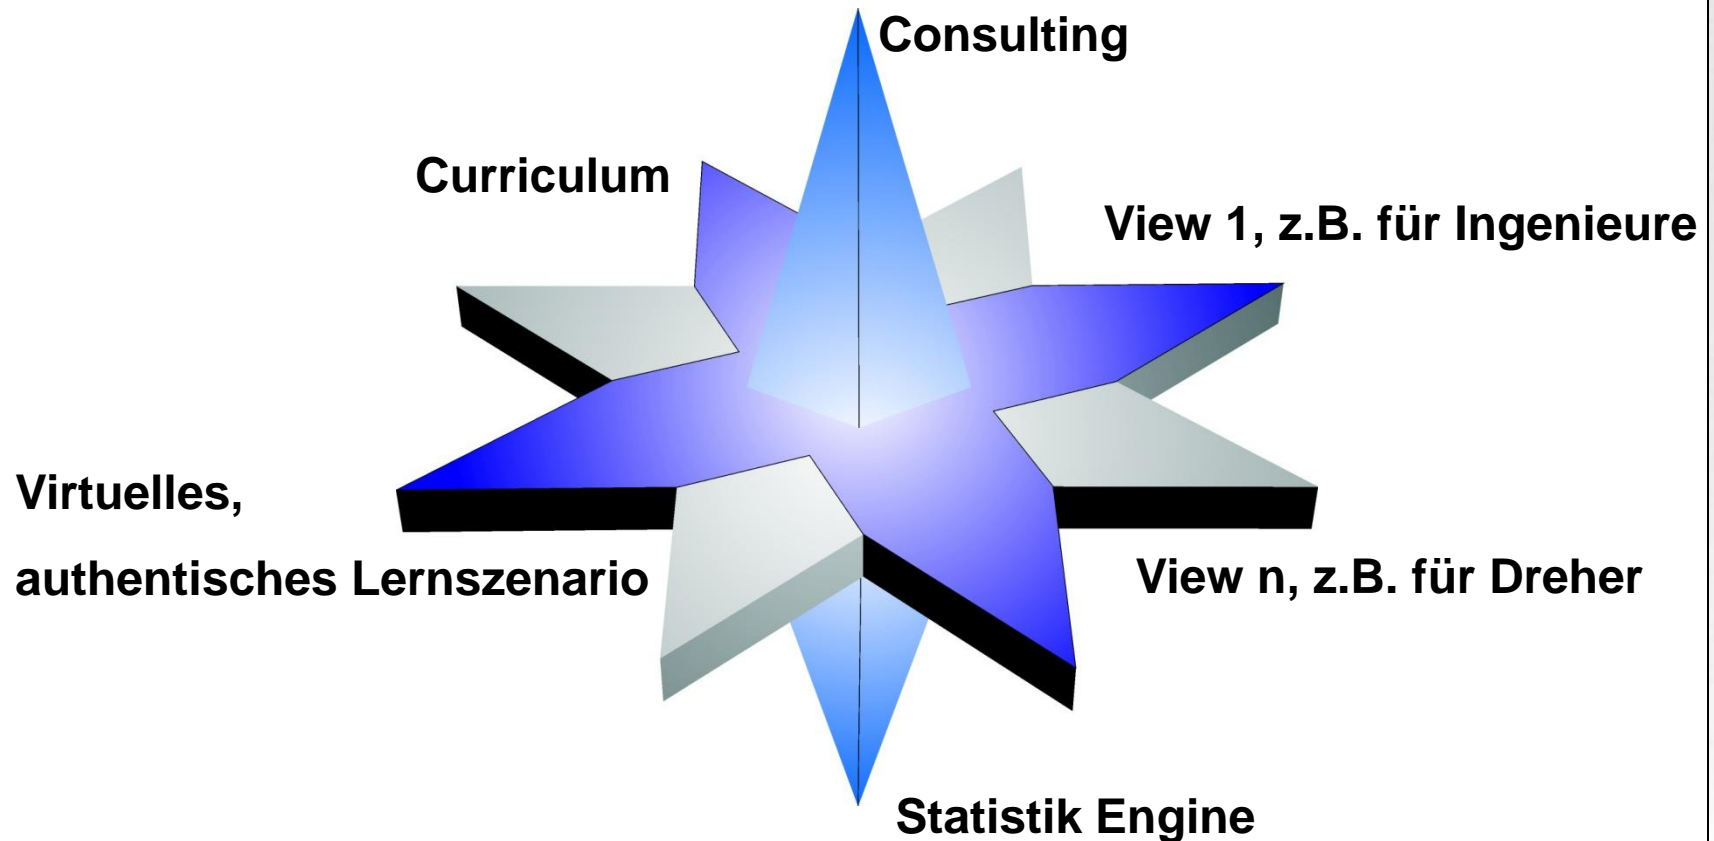 Consulting
Curriculum
View 1, z.B. für Ingenieure
Virtuelles,
authentisches Lernszenario
View n, z.B. für Dreher
Statistik Engine